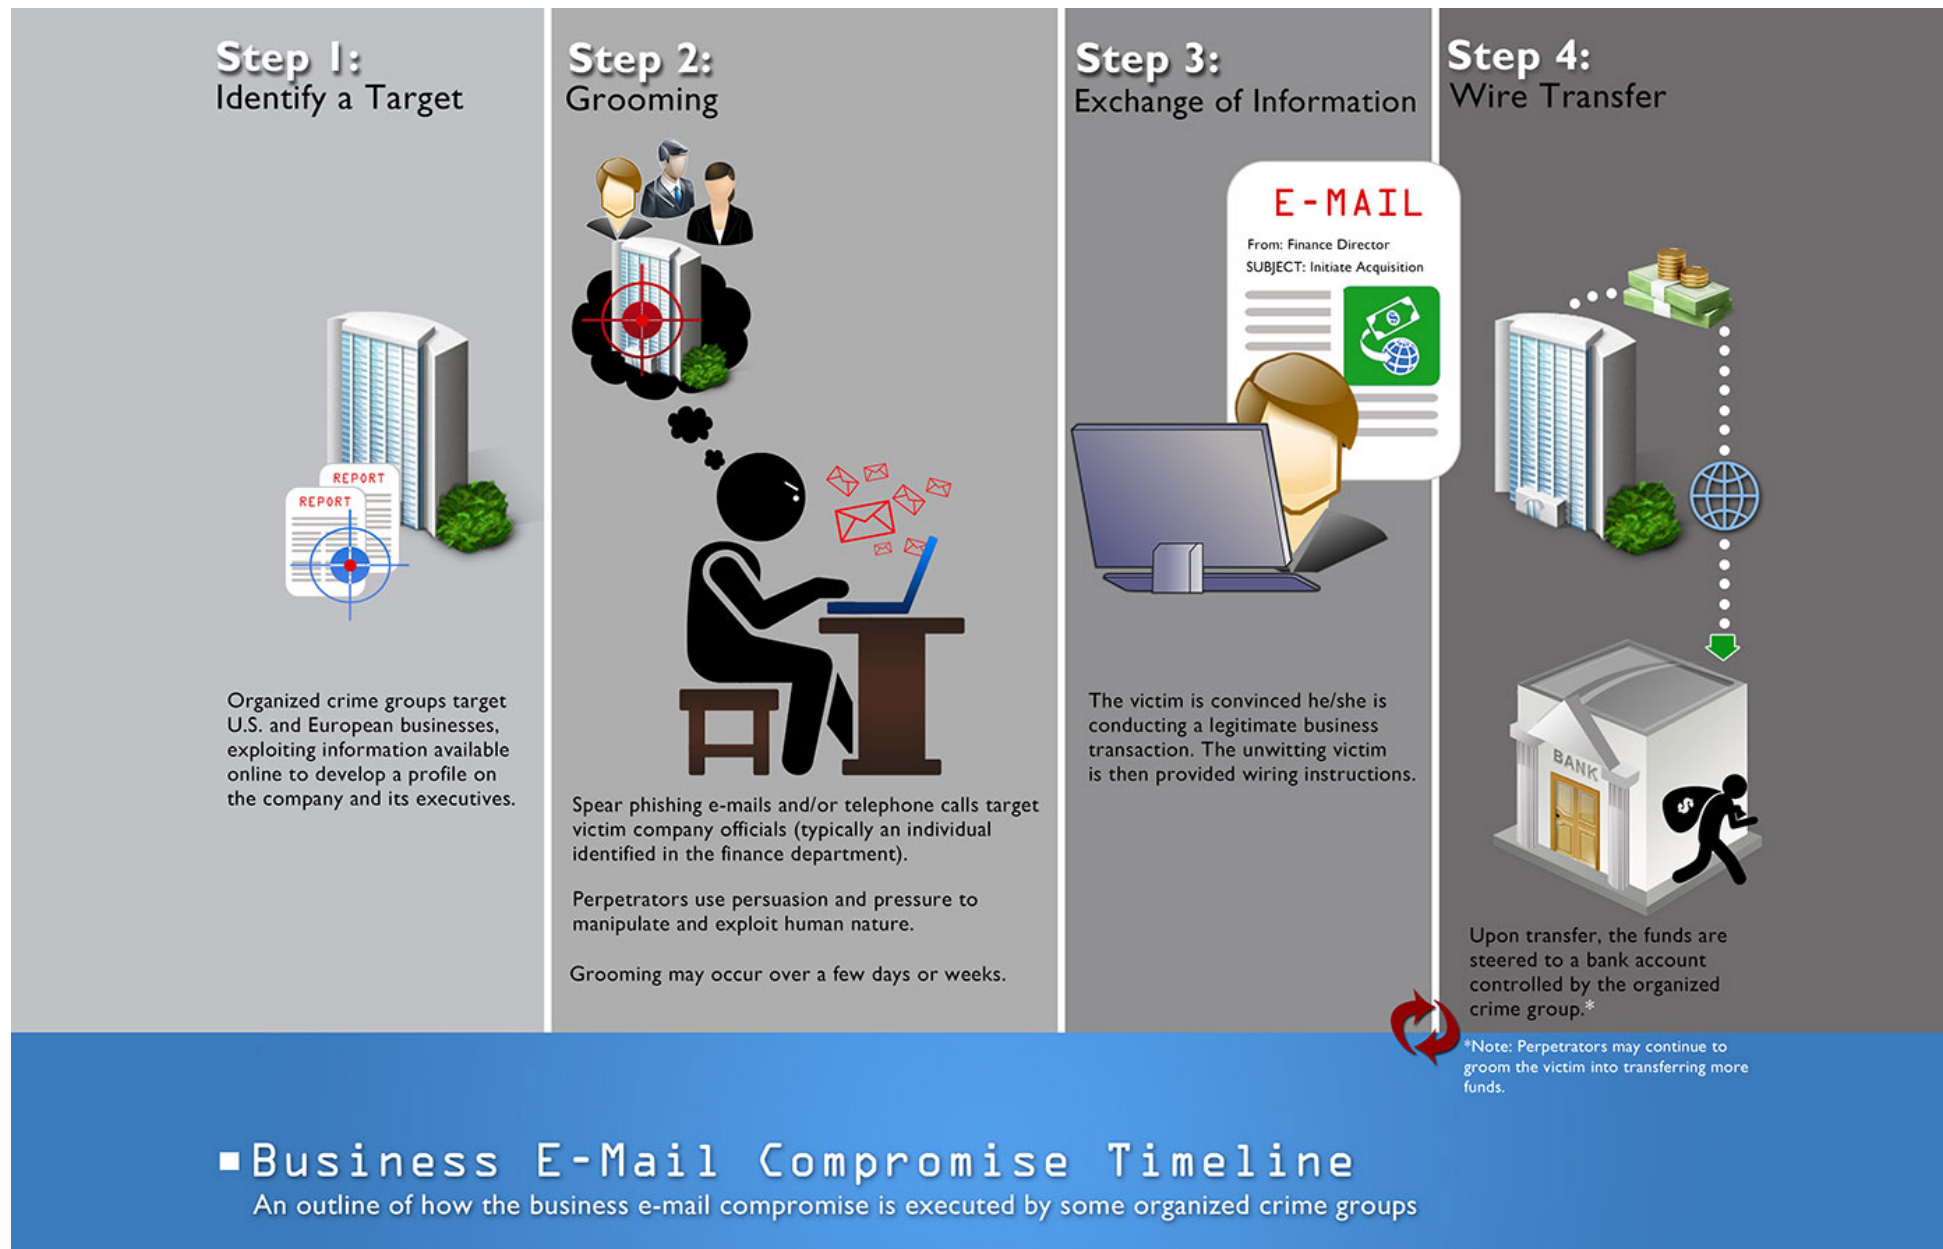 Step 1:
Identify a Target
REPORT
REPORT
Organized crime groups target
U.S. and European businesses,
exploiting information available
online to develop a profile on
the company and its executives.
Step 2:
Grooming
Spear phishing e-mails and/or telephone calls target
victim company officials (typically an individual
identified in the finance department).
Perpetrators use persuasion and pressure to
manipulate and exploit human nature.
Grooming may occur over a few days or weeks.
Step 3:
Exchange of Information
E-MAIL
From: Finance Director
SUBJECT: Initiate Acquisition
$
The victim is convinced he/she is
conducting a legitimate business
transaction. The unwitting victim
is then provided wiring instructions.
Step 4:
Wire Transfer
BANK
$
Upon transfer, the funds are
steered to a bank account
controlled by the organized
crime group.*
*Note: Perpetrators may continue to
groom the victim into transferring more
funds.
Business E-Mail Compromise Timeline
An outline of how the business e-mail compromise is executed by some organized crime groups